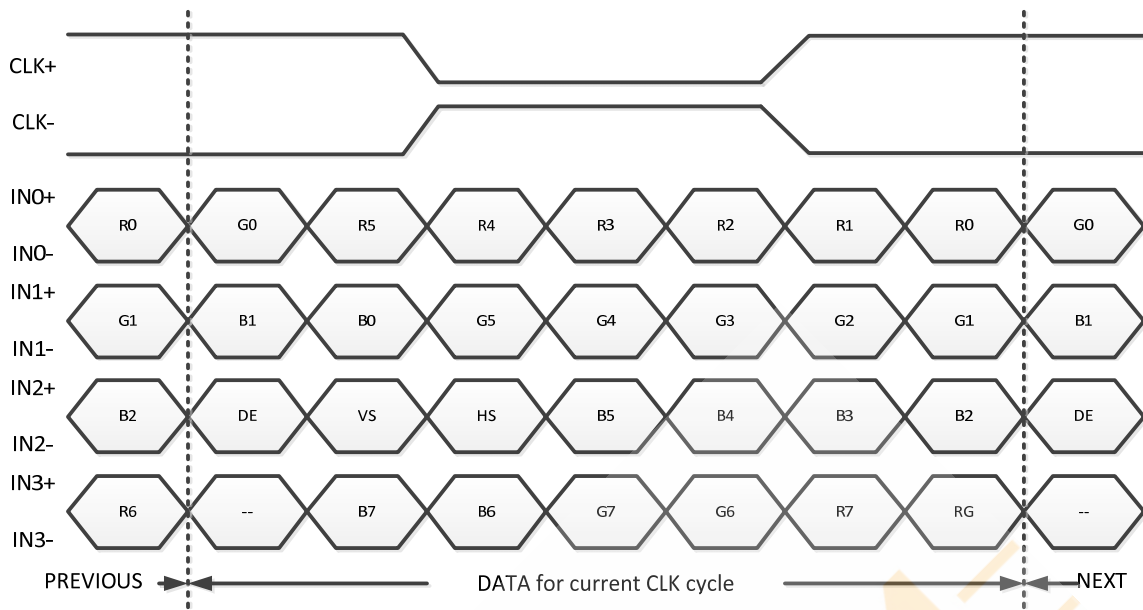 CLK+
CLK-
IN0+
R0 G0 R5 R4 R3 R2 R1 R0 G0
IN0-
IN1+
G1 B1 B0 G5 G4 G3 G2 G1 B1
IN1-
IN2+
B2 DE VS HS B5 B4 B3 B2 DE
IN2-
IN3+
R6 -- B7 B6 G7 G6 R7 RG --
IN3-
PREVIOUS DATA for current CLK cycle NEXT